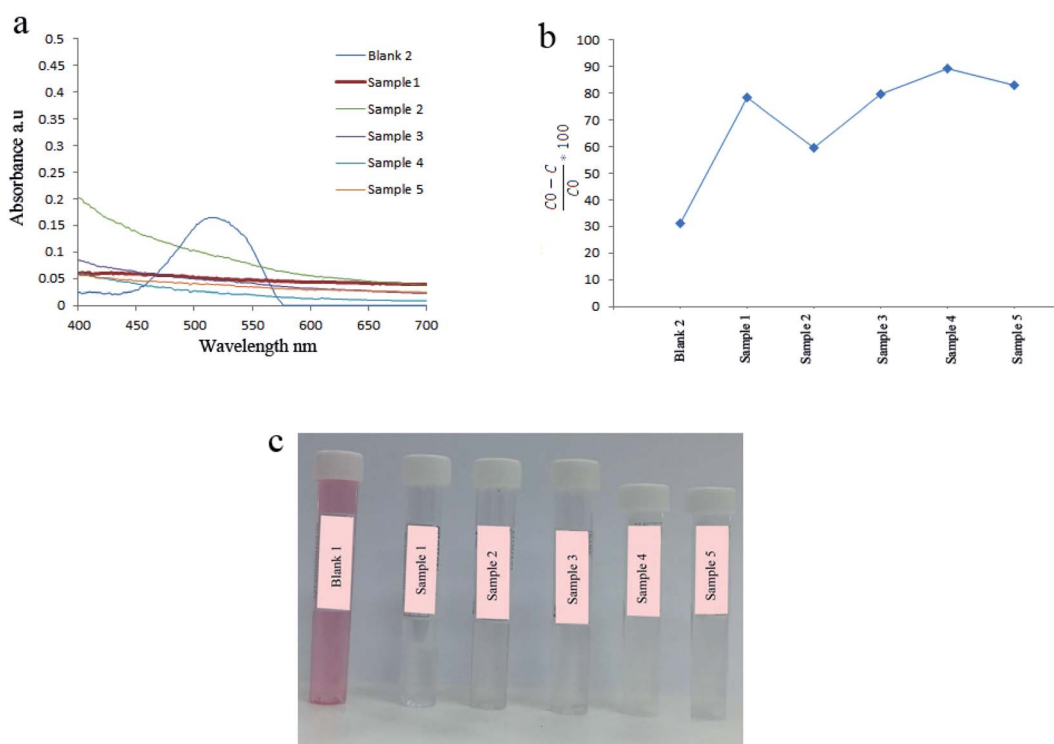 a
0.5
0.45
0.4
0.35
0.3
0.25
0.2
0.15
0.1
0.05
0
Absorbance a.u
400 450 500 550 600 650 700
Wavelength nm
Blank 2
Sample1
Sample 2
Sample 3
Sample 4
Sample 5
b
100
90
80
70
60
50
40
30
20
10
0
C0 − C
C0
* 100
Blank 2
Sample 1
Sample 2
Sample 3
Sample 4
Sample 5
c
Blank 1
Sample 1
Sample 2
Sample 3
Sample 4
Sample 5